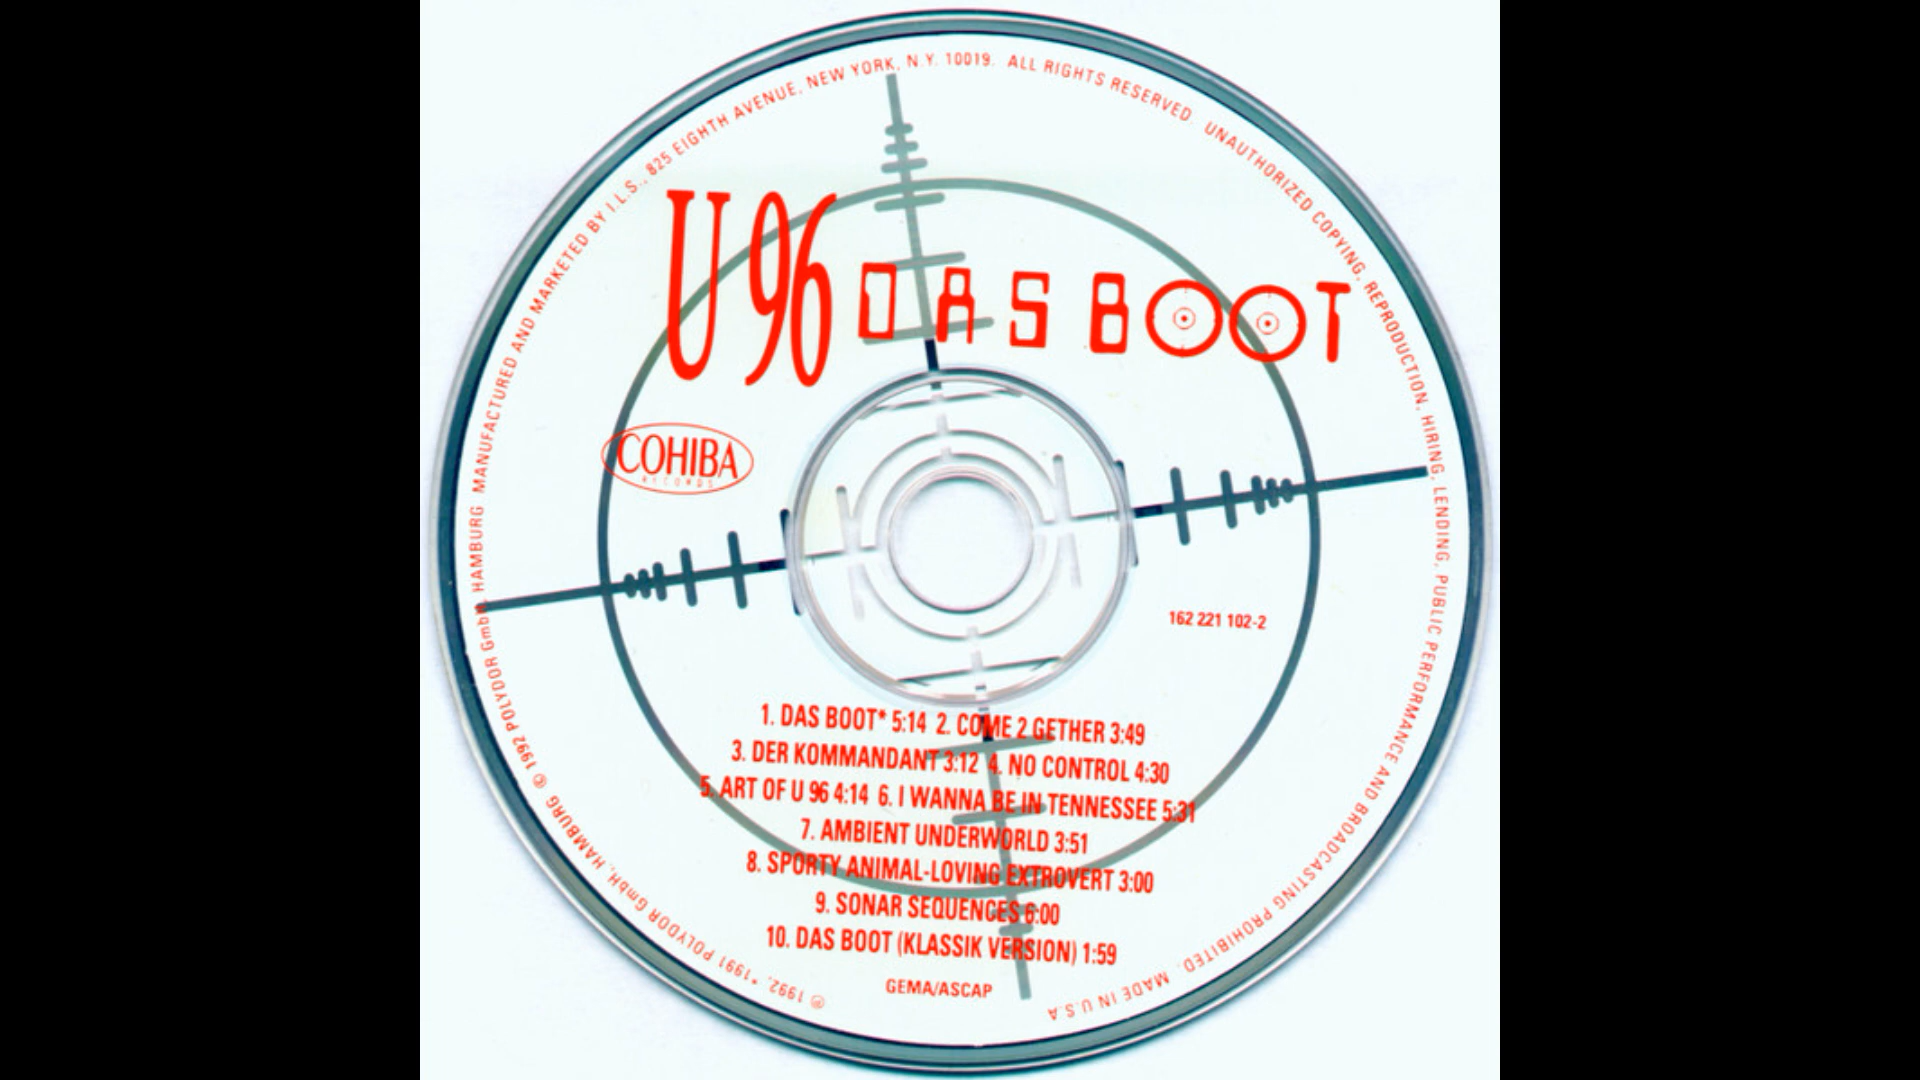 U 96 DAS BOOT
COHIBA
RECORDS
162 221 102-2
1. DAS BOOT* 5:14 2. COME 2 GETHER 3:49
3. DER KOMMANDANT 3:12 4. NO CONTROL 4:30
5. ART OF U 96 4:14 6. I WANNA BE IN TENNESSEE 5:31
7. AMBIENT UNDERWORLD 3:51
8. SPORTY ANIMAL-LOVING EXTROVERT 3:00
9. SONAR SEQUENCES 6:00
10. DAS BOOT (KLASSIK VERSION) 1:59
GEMA/ASCAP
℗ 1992, *1991 POLYDOR GmbH, HAMBURG © 1992 POLYDOR GmbH, HAMBURG MANUFACTURED AND MARKETED BY I.L.S., 825 EIGHTH AVENUE, NEW YORK, N.Y. 10019. ALL RIGHTS RESERVED. UNAUTHORIZED COPYING, REPRODUCTION, HIRING, LENDING, PUBLIC PERFORMANCE AND BROADCASTING PROHIBITED. MADE IN U.S.A